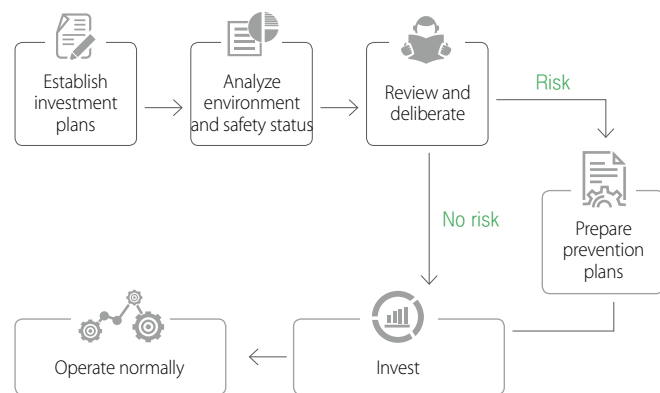 Establish
investment
plans
Analyze
environment
and safety status
Review and
deliberate
Risk
No risk
Prepare
prevention
plans
Invest
Operate normally